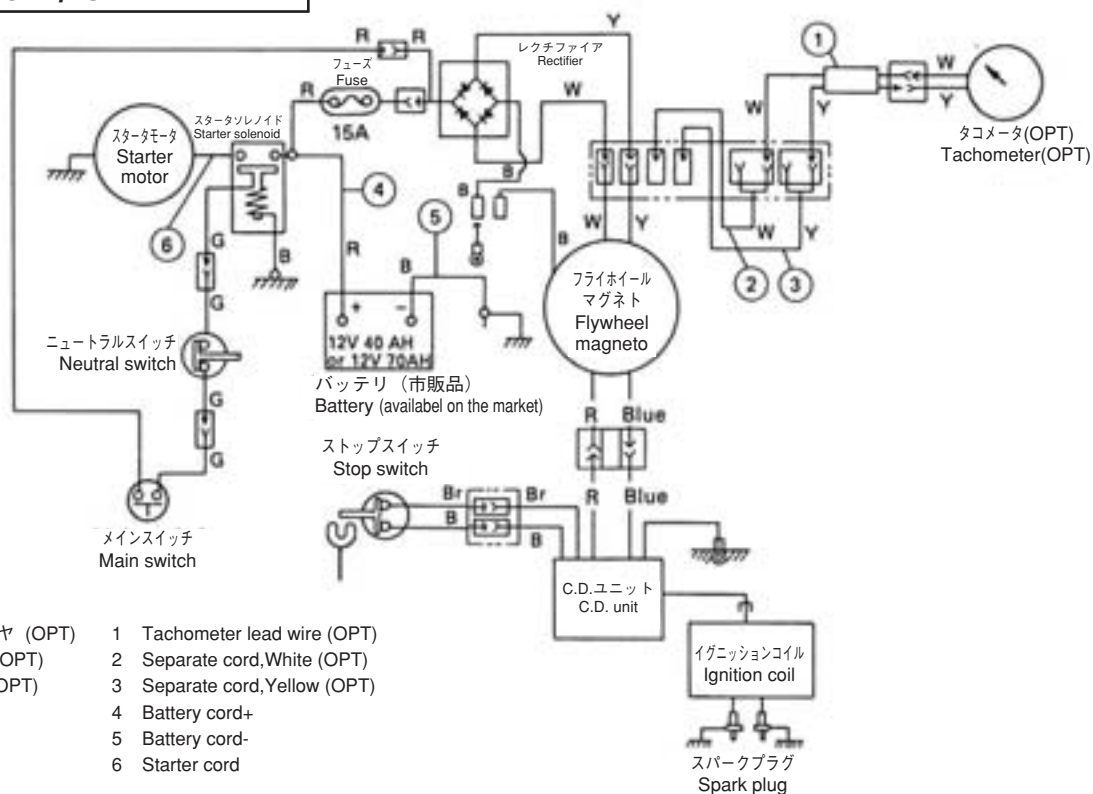 R
R
Y
レクチファイア
Rectifier
フューズ
Fuse
R
15A
W
1
W
Y
W
Y
タコメータ(OPT)
Tachometer(OPT)
スタータモータ
Starter
motor
スタータソレノイド
Starter solenoid
6
4
R
B
B
5
B
B
W
Y
W
Y
2
3
G
B
G
フライホイール
マグネト
Flywheel
magneto
ニュートラルスイッチ
Neutral switch
+
−
12V 40 AH
or 12V 70AH
バッテリ（市販品）
Battery (availabel on the market)
G
G
R
Blue
R
Blue
ストップスイッチ
Stop switch
Br
Br
B
B
メインスイッチ
Main switch
C.D.ユニット
C.D. unit
イグニッションコイル
Ignition coil
スパークプラグ
Spark plug
ヤ (OPT)
OPT)
OPT)
1 Tachometer lead wire (OPT)
2 Separate cord,White (OPT)
3 Separate cord,Yellow (OPT)
4 Battery cord+
5 Battery cord-
6 Starter cord